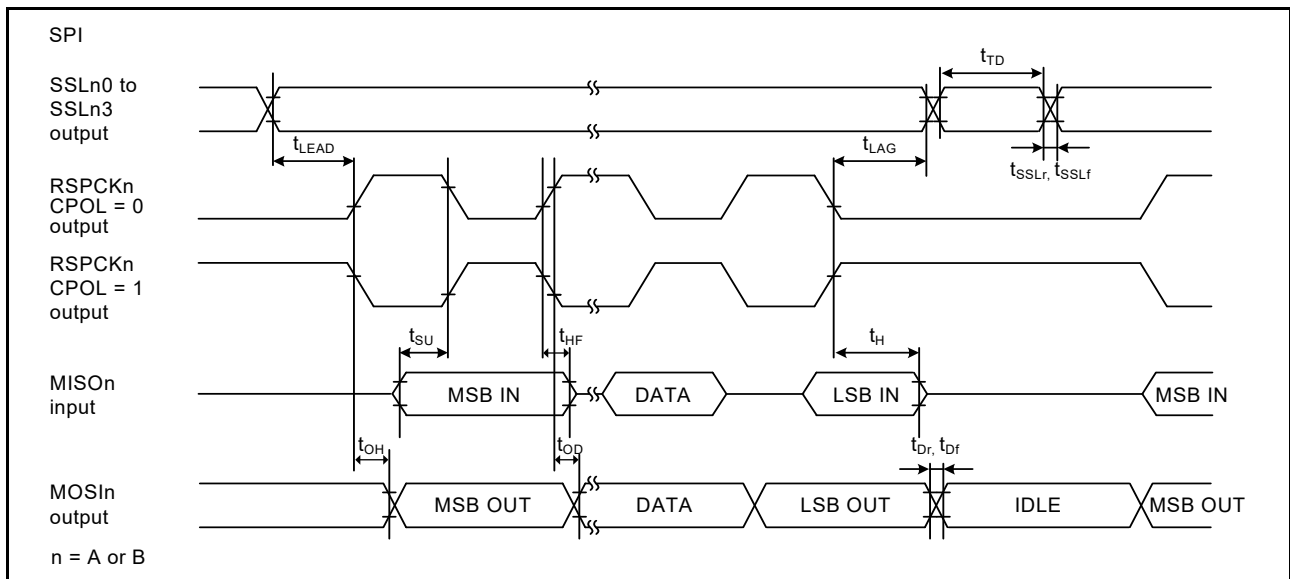 SPI
SSLn0 to
SSLn3
output
tTD
tLEAD
tLAG
tSSLr, tSSLf
RSPCKn
CPOL = 0
output
RSPCKn
CPOL = 1
output
tSU
tHF
tH
MISOn
input
MSB IN
DATA
LSB IN
MSB IN
tOH
tOD
tDr, tDf
MOSIn
output
MSB OUT
DATA
LSB OUT
IDLE
MSB OUT
n = A or B